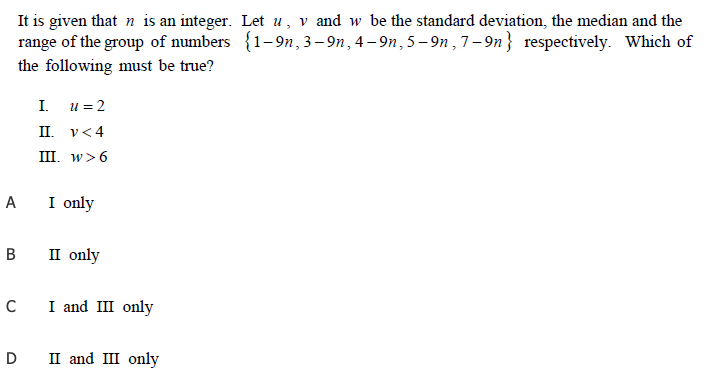 It is given that n is an integer. Let u, v and w be the standard deviation, the median and the
range of the group of numbers {1−9n, 3−9n, 4−9n, 5−9n, 7−9n} respectively. Which of
the following must be true?
I. u = 2
II. v < 4
III. w > 6
A I only
B II only
C I and III only
D II and III only